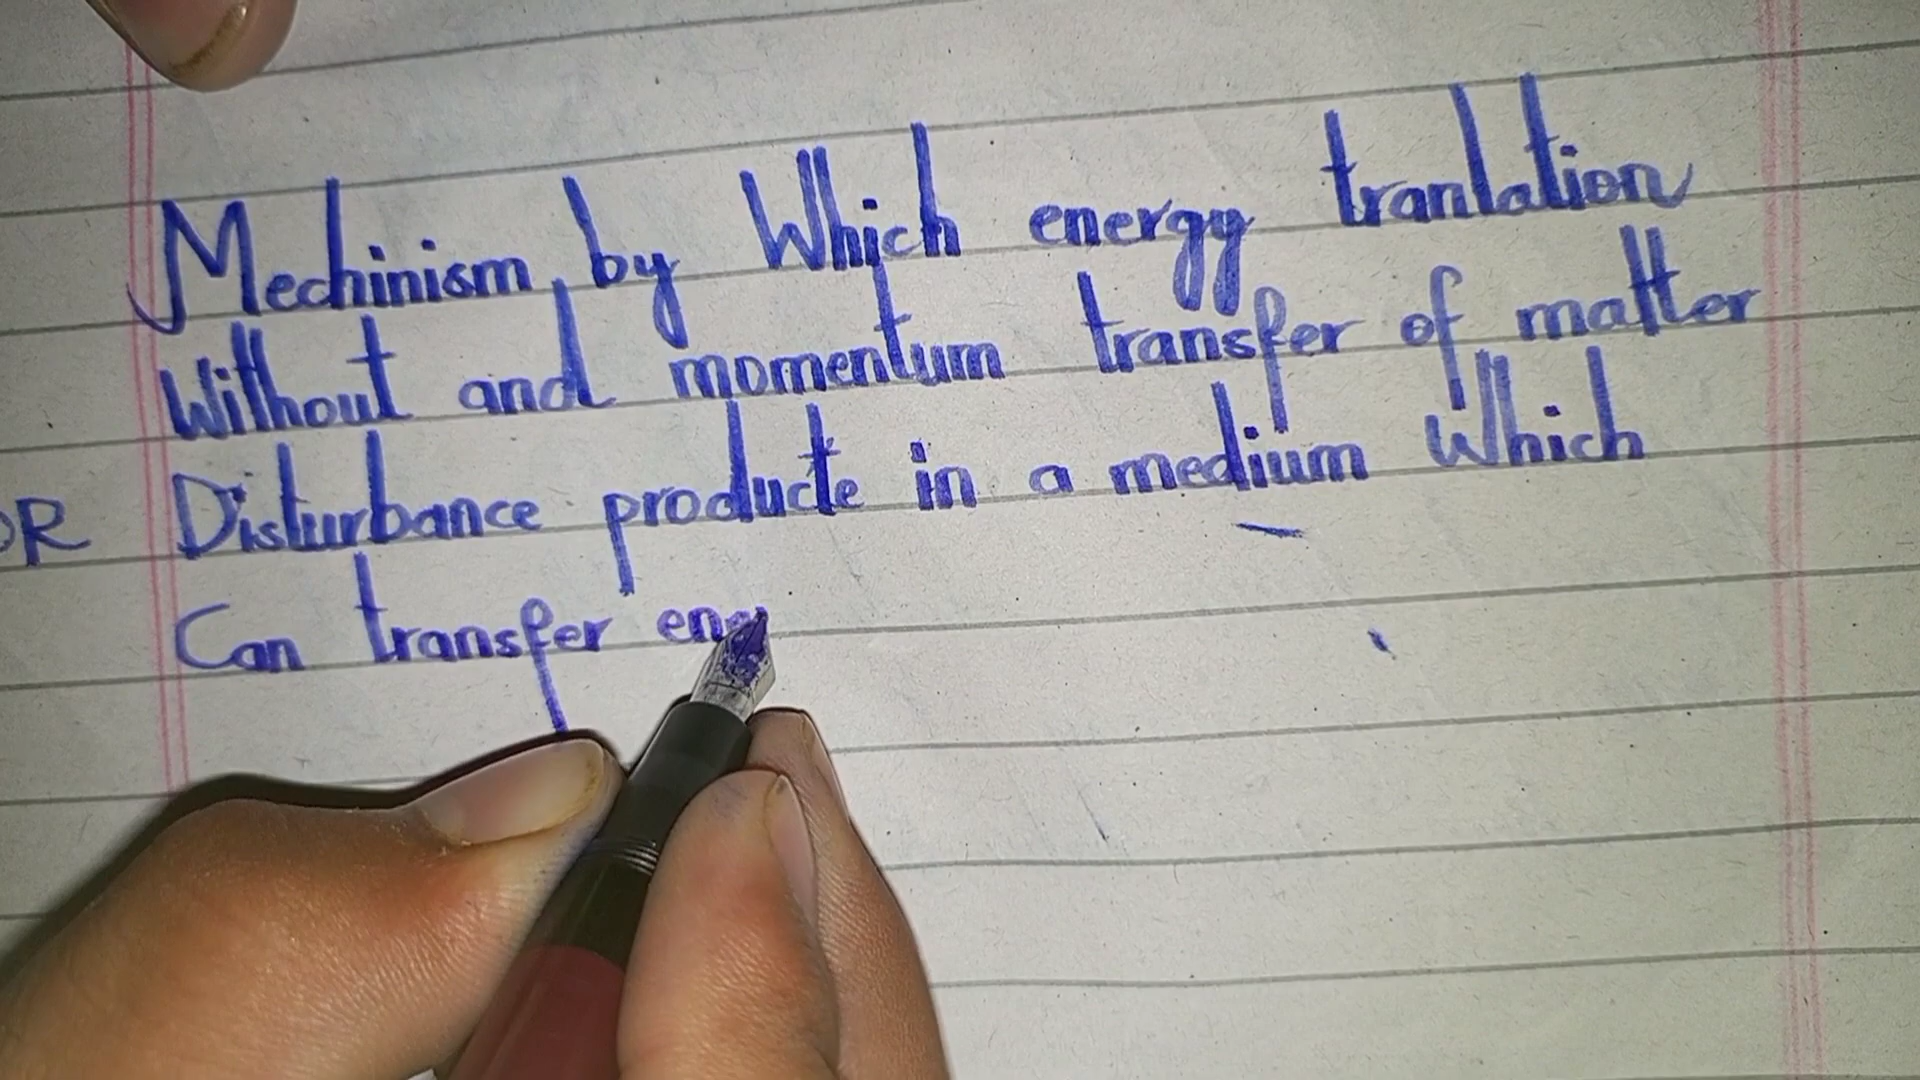 Mechinism by Which energy tranlation
Without and momentum transfer of matter
OR Disturbance producte in a medium Which
Can transfer ene